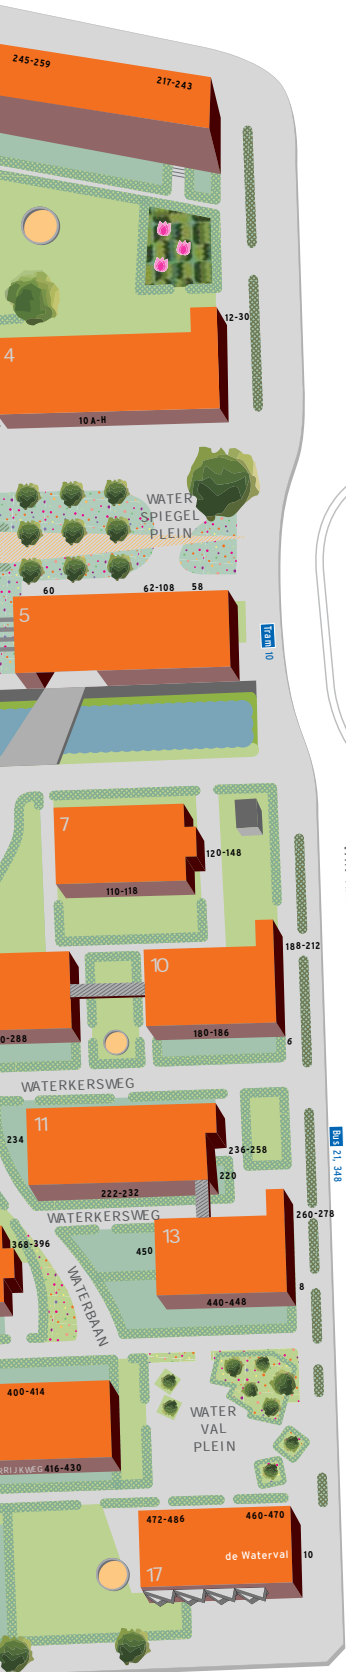 245-259
217-243
12-30
4
10 A-H
WATER
SPIEGEL
PLEIN
60
62-108
58
5
Tram 10
7
120-148
110-118
188-212
10
0-288
180-186
6
WATERKERSWEG
11
234
236-258
Bus 21, 348
220
222-232
WATERKERSWEG
260-278
13
368-396
450
WATERBAAN
8
440-448
400-414
WATER
VAL
PLEIN
RRIJKWEG
416-430
472-486
460-470
de Waterval
10
17